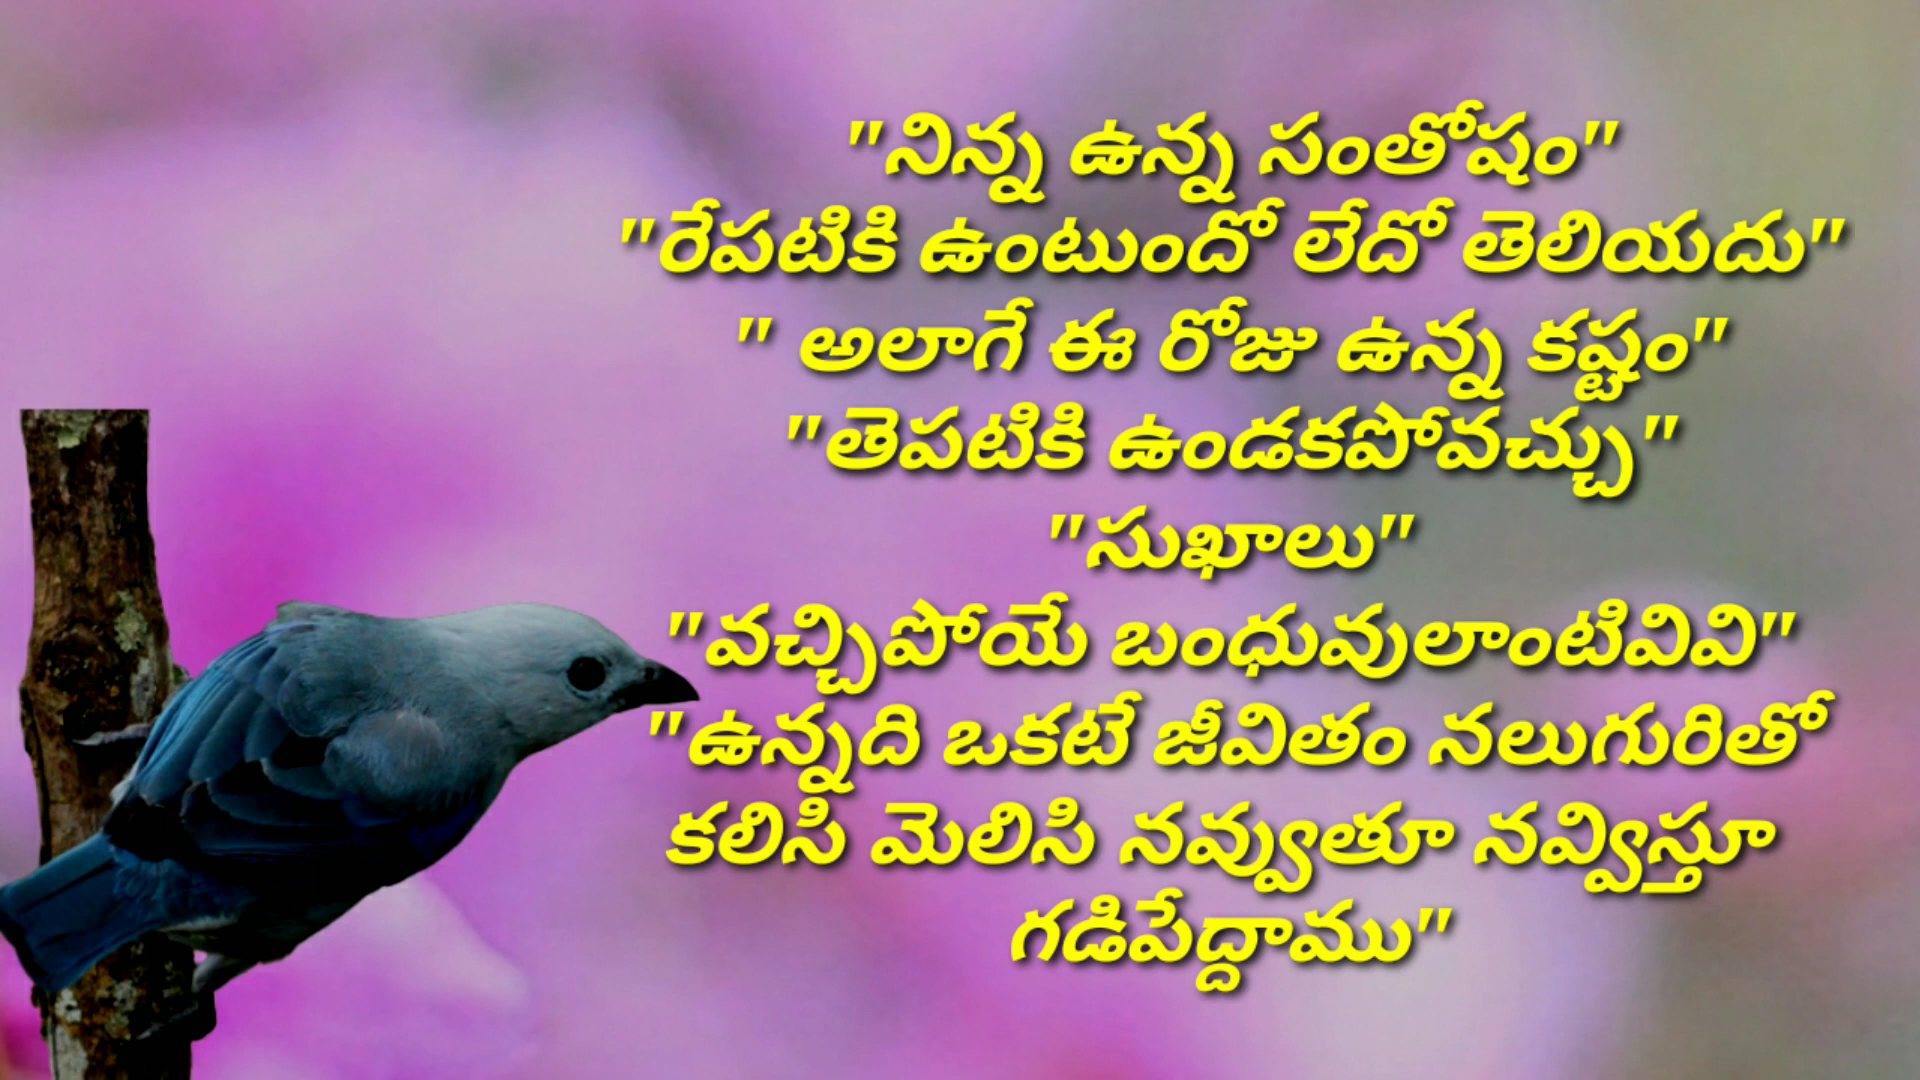 "నిన్న ఉన్న సంతోషం"
"రేపటికి ఉంటుందో లేదో తెలియదు"
" అలాగే ఈ రోజు ఉన్న కష్టం"
"తెపటికి ఉండకపోవచ్చు"
"సుఖాలు"
"వచ్చిపోయే బంధువులాంటివివి"
"ఉన్నది ఒకటే జీవితం నలుగురితో
కలిసి మెలిసి నవ్వుతూ నవ్విస్తూ
గడిపేద్దాము"